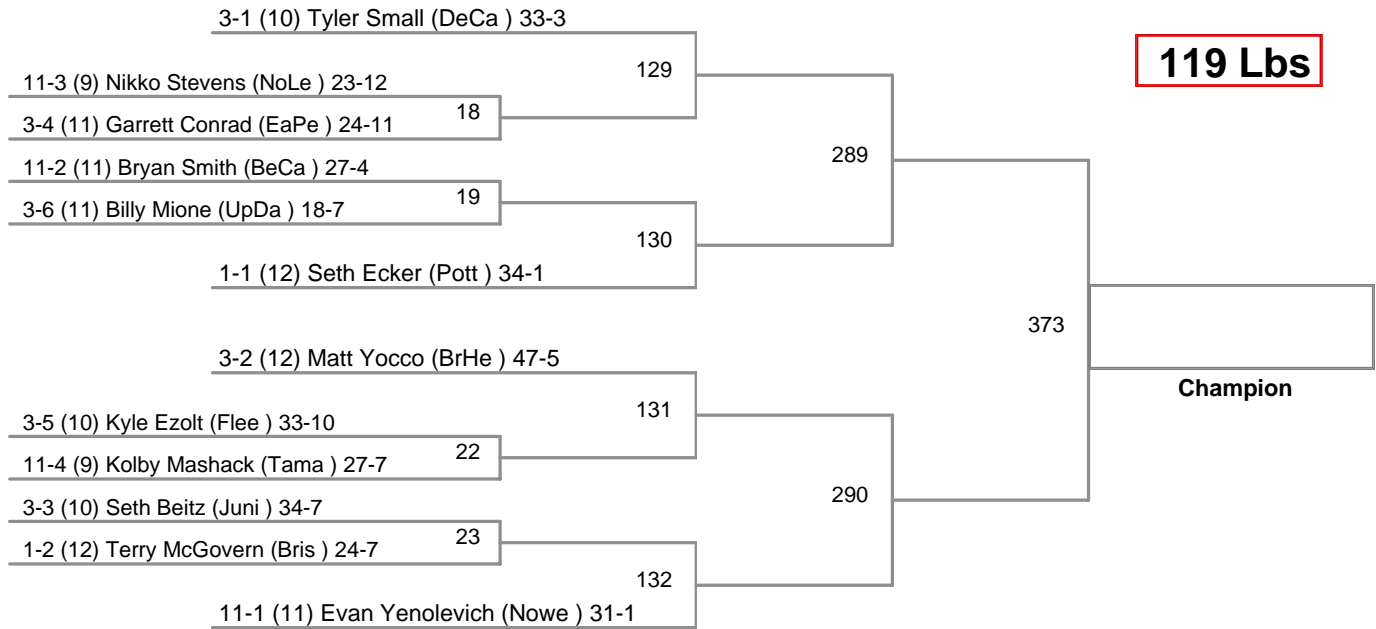 3-1 (10) Tyler Small (DeCa ) 33-3
119 Lbs
129
11-3 (9) Nikko Stevens (NoLe ) 23-12
18
3-4 (11) Garrett Conrad (EaPe ) 24-11
289
11-2 (11) Bryan Smith (BeCa ) 27-4
19
3-6 (11) Billy Mione (UpDa ) 18-7
130
1-1 (12) Seth Ecker (Pott ) 34-1
373
Champion
3-2 (12) Matt Yocco (BrHe ) 47-5
131
3-5 (10) Kyle Ezolt (Flee ) 33-10
22
11-4 (9) Kolby Mashack (Tama ) 27-7
290
3-3 (10) Seth Beitz (Juni ) 34-7
23
1-2 (12) Terry McGovern (Bris ) 24-7
132
11-1 (11) Evan Yenolevich (Nowe ) 31-1